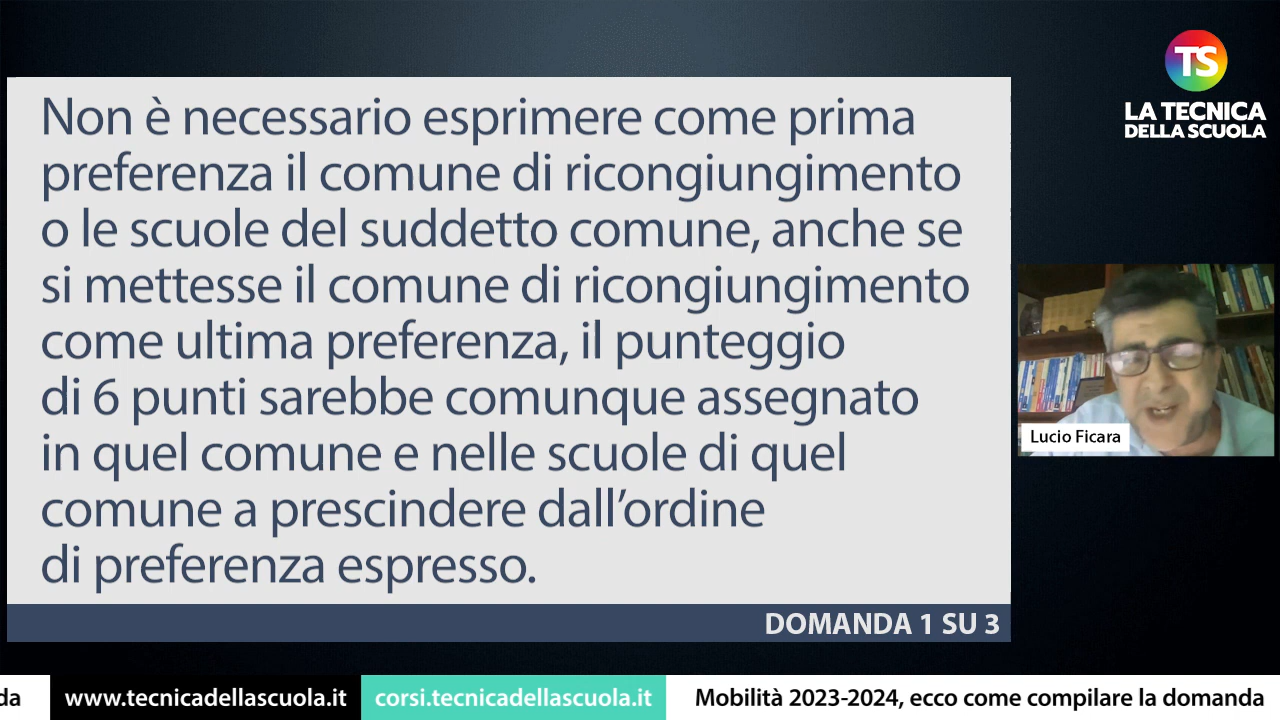 TS
LA TECNICA
DELLA SCUOLA
Non è necessario esprimere come prima
preferenza il comune di ricongiungimento
o le scuole del suddetto comune, anche se
si mettesse il comune di ricongiungimento
come ultima preferenza, il punteggio
di 6 punti sarebbe comunque assegnato
in quel comune e nelle scuole di quel
comune a prescindere dall’ordine
di preferenza espresso.
Lucio Ficara
DOMANDA 1 SU 3
da www.tecnicadellascuola.it corsi.tecnicadellascuola.it Mobilità 2023-2024, ecco come compilare la domanda